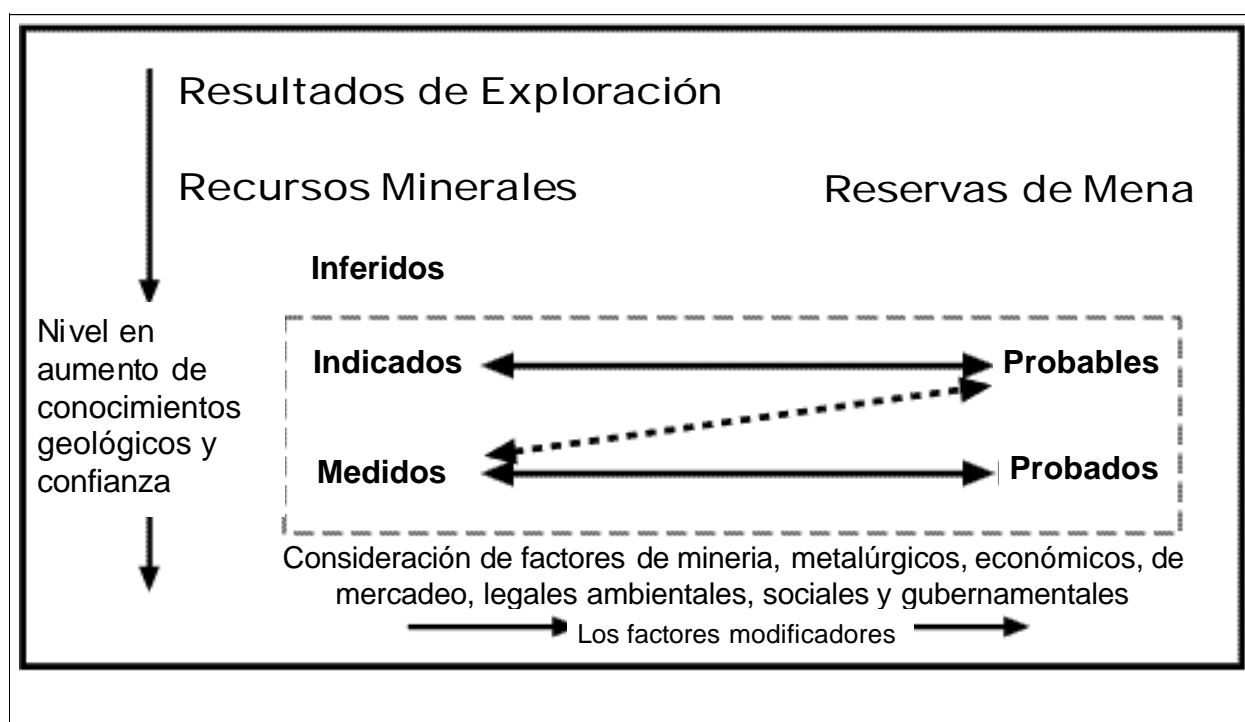 Resultados de Exploración
Recursos Minerales
Reservas de Mena
Inferidos
Nivel en
aumento de
conocimientos
geológicos y
confianza
Indicados
Probables
Medidos
Probados
Consideración de factores de mineria, metalúrgicos, económicos, de
mercadeo, legales ambientales, sociales y gubernamentales
Los factores modificadores